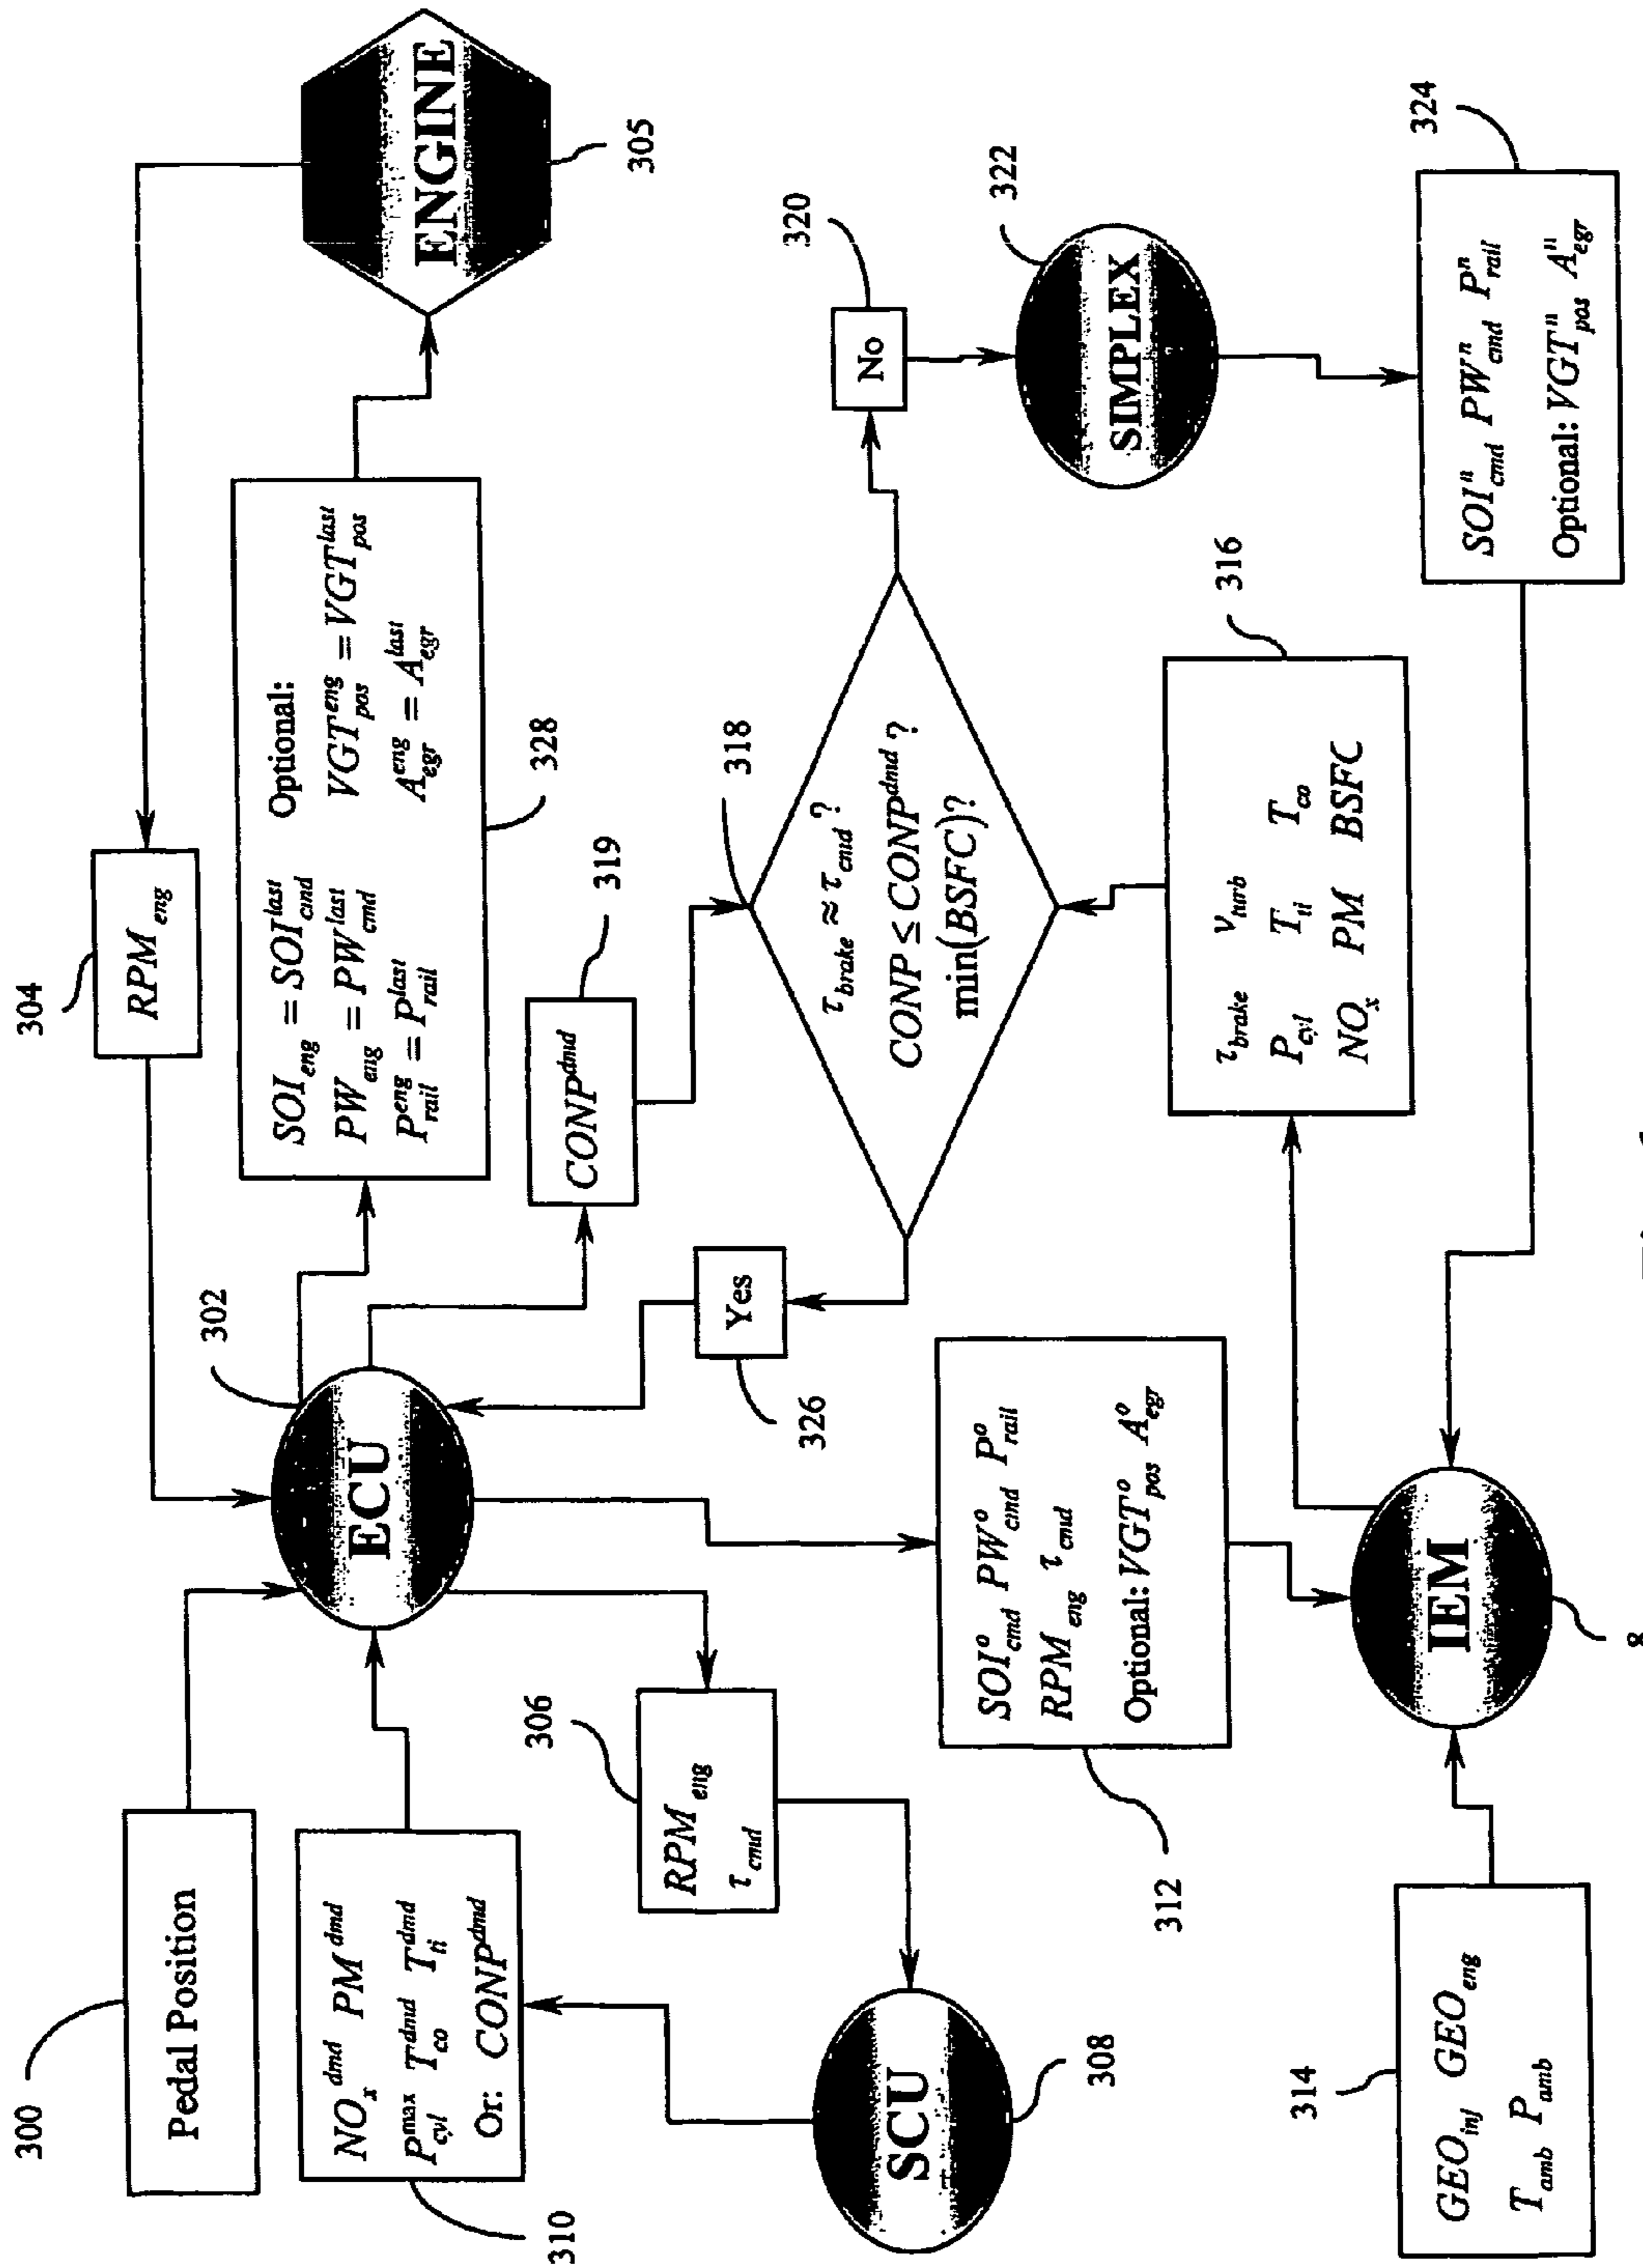 300
Pedal Position
304
RPM_eng
ENGINE
305
310
NO_x^dmd PM^dmd
P_cyl^max T_co^dmd T_ti^dmd
Or: CONP^dmd
ECU
302
SOI_eng = SOI_cmd^last
PW_eng = PW_cmd^last
P_rail^eng = P_rail^last
Optional:
VGT_pos^eng = VGT_pos^last
A_egr^eng = A_egr^last
328
306
RPM_eng
τ_cmd
CONP^dmd
319
SCU
308
Yes
326
318
τ_brake ≈ τ_cmd?
CONP ≤ CONP^dmd?
min(BSFC)?
No
320
SIMPLEX
322
312
SOI_cmd^o PW_cmd^o P_rail^o
RPM_eng τ_cmd
Optional: VGT_pos^o A_egr^o
316
τ_brake ν_turb
P_cyl T_ti T_co
NO_x PM BSFC
324
SOI_cmd^n PW_cmd^n P_rail^n
Optional: VGT_pos^n A_egr^n
314
GEO_inj GEO_eng
T_amb P_amb
IEM
8